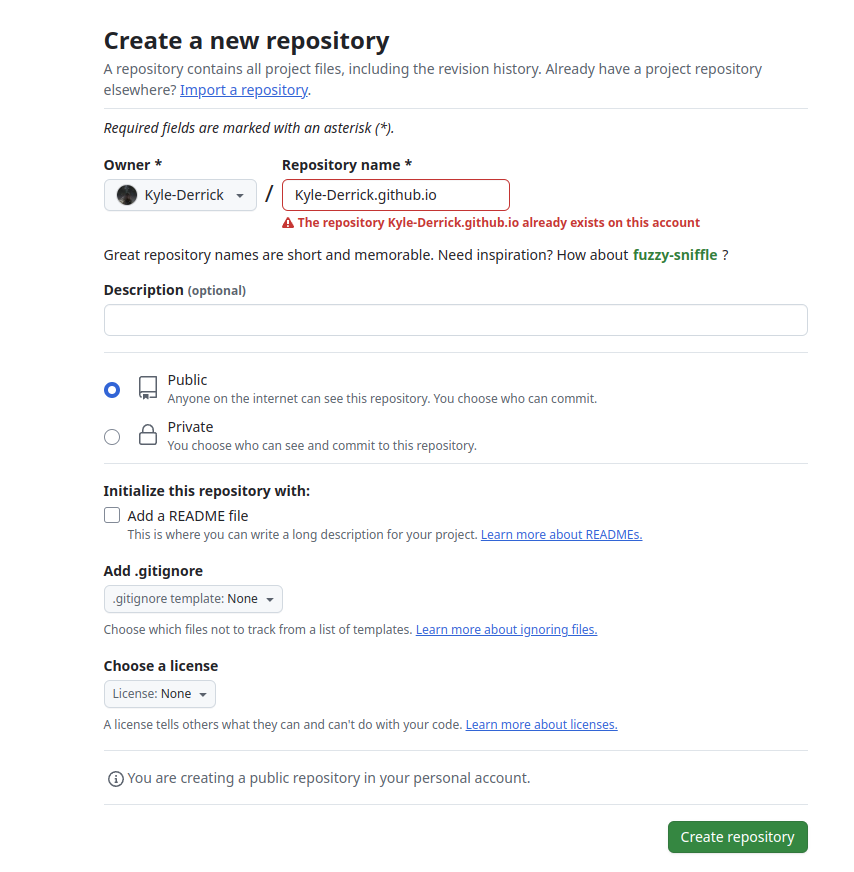 Create a new repository
A repository contains all project files, including the revision history. Already have a project repository
elsewhere? Import a repository.
Required fields are marked with an asterisk (*).
Owner *
Repository name *
Kyle-Derrick
/
Kyle-Derrick.github.io
The repository Kyle-Derrick.github.io already exists on this account
Great repository names are short and memorable. Need inspiration? How about fuzzy-sniffle ?
Description (optional)
Public
Anyone on the internet can see this repository. You choose who can commit.
Private
You choose who can see and commit to this repository.
Initialize this repository with:
Add a README file
This is where you can write a long description for your project. Learn more about READMEs.
Add .gitignore
.gitignore template: None
Choose which files not to track from a list of templates. Learn more about ignoring files.
Choose a license
License: None
A license tells others what they can and can't do with your code. Learn more about licenses.
You are creating a public repository in your personal account.
Create repository